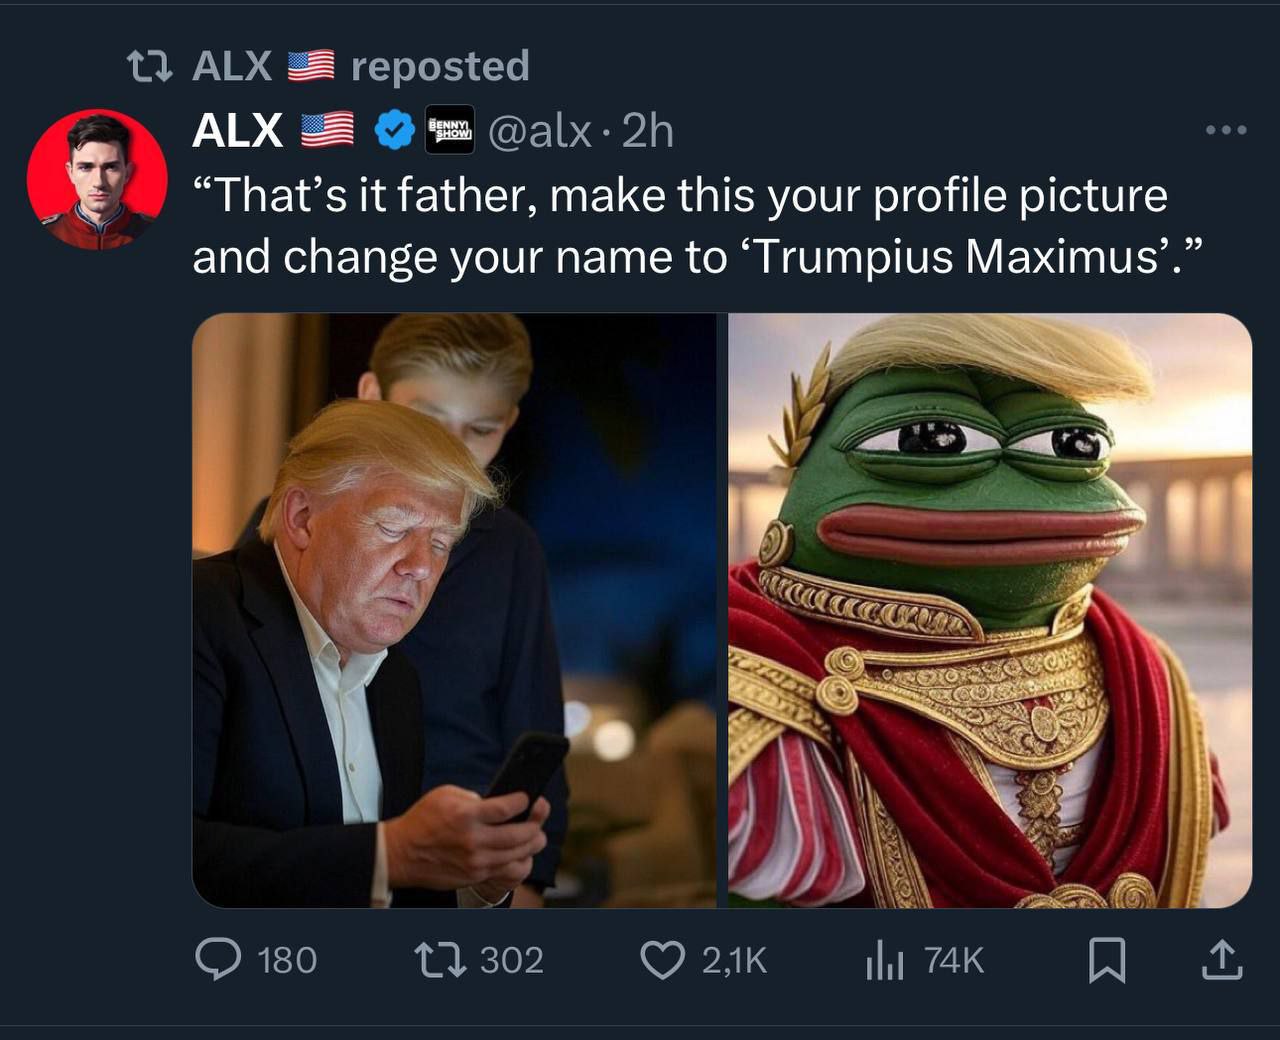 ALX 🇺🇸 reposted
ALX 🇺🇸 BENNY SHOW @alx · 2h
“That’s it father, make this your profile picture
and change your name to ‘Trumpius Maximus’.”
180 302 2,1K 74K